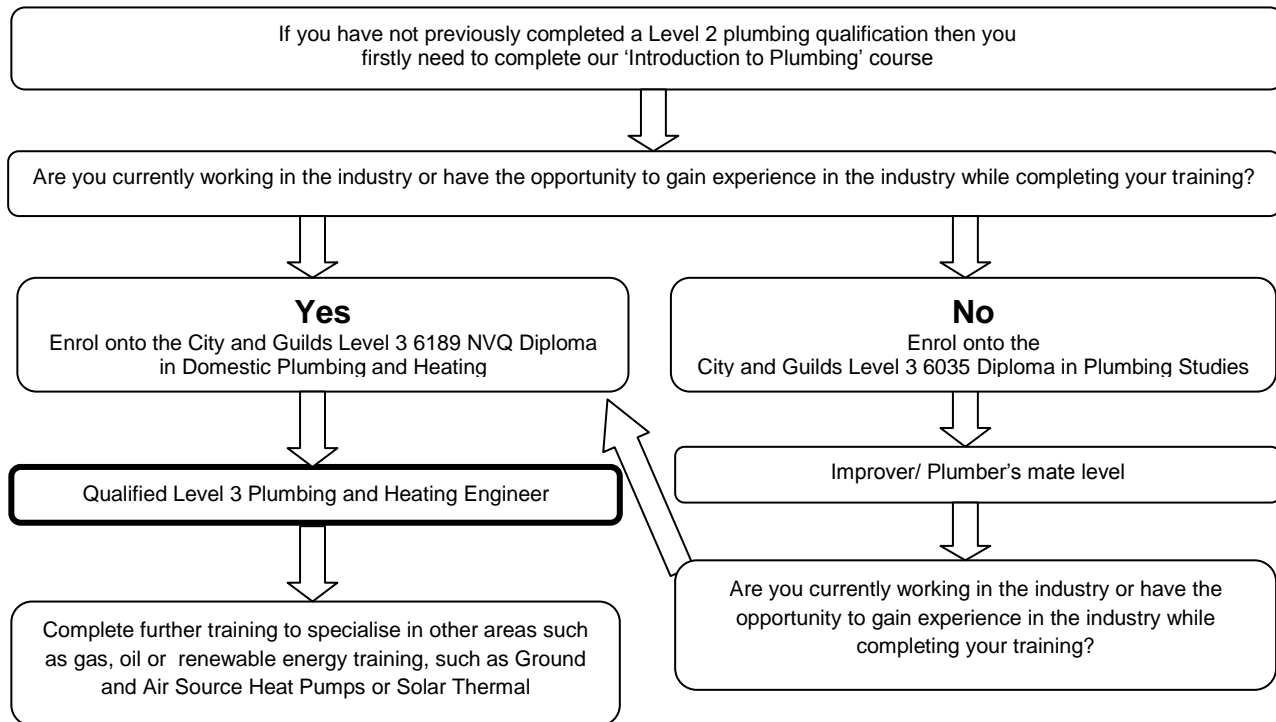 If you have not previously completed a Level 2 plumbing qualification then you
firstly need to complete our ‘Introduction to Plumbing’ course
Are you currently working in the industry or have the opportunity to gain experience in the industry while completing your training?
Yes
Enrol onto the City and Guilds Level 3 6189 NVQ Diploma
in Domestic Plumbing and Heating
No
Enrol onto the
City and Guilds Level 3 6035 Diploma in Plumbing Studies
Qualified Level 3 Plumbing and Heating Engineer
Improver/ Plumber’s mate level
Complete further training to specialise in other areas such
as gas, oil or renewable energy training, such as Ground
and Air Source Heat Pumps or Solar Thermal
Are you currently working in the industry or have the
opportunity to gain experience in the industry while
completing your training?